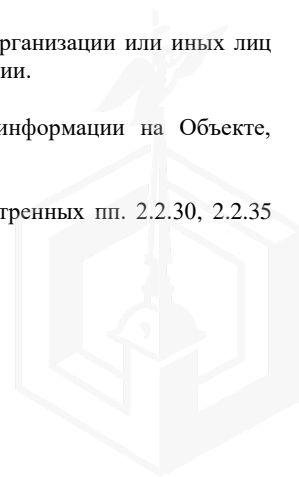 рганизации или иных лиц
ии.
информации на Объекте,
тренных пп. 2.2.30, 2.2.35